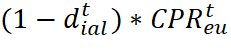 (1 − d_{ial}^{t}) * CPR_{eu}^{t}